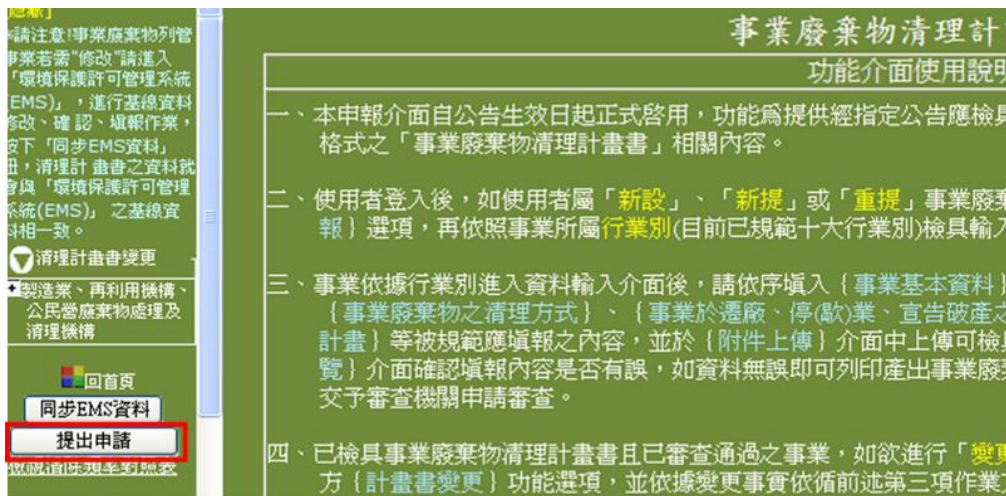 ※請注意!事業廢棄物列管
事業若需"修改"請進入
「環境保護許可管理系統
(EMS)」,進行基線資料
修改、確認、填報作業,
按下「同步EMS資料」
鈕,清理計畫書之資料就
會與「環境保護許可管理
系統(EMS)」之基線資
料相一致。
清理計畫書變更
製造業、再利用機構、
公民營廢棄物處理及
清理機構
回首頁
同步EMS資料
提出申請
事業廢棄物清理計
功能介面使用說明
一、本申報介面自公告生效日起正式啓用,功能爲提供經指定公告應檢具
格式之「事業廢棄物清理計畫書」相關內容。
二、使用者登入後,如使用者屬「新設」、「新提」或「重提」事業廢棄
報}選項,再依照事業所屬行業別(目前已規範十大行業別)檢具輸入
三、事業依據行業別進入資料輸入介面後,請依序填入{事業基本資料}
{事業廢棄物之清理方式}、{事業於遷廠、停(歇)業、宣告破產之
計畫}等被規範應填報之內容,並於{附件上傳}介面中上傳可檢具
覽}介面確認填報內容是否有誤,如資料無誤即可列印產出事業廢棄
交予審查機關申請審查。
四、已檢具事業廢棄物清理計畫書且已審查通過之事業,如欲進行「變更
方{計畫書變更}功能選項,並依據變更事實依循前述第三項作業